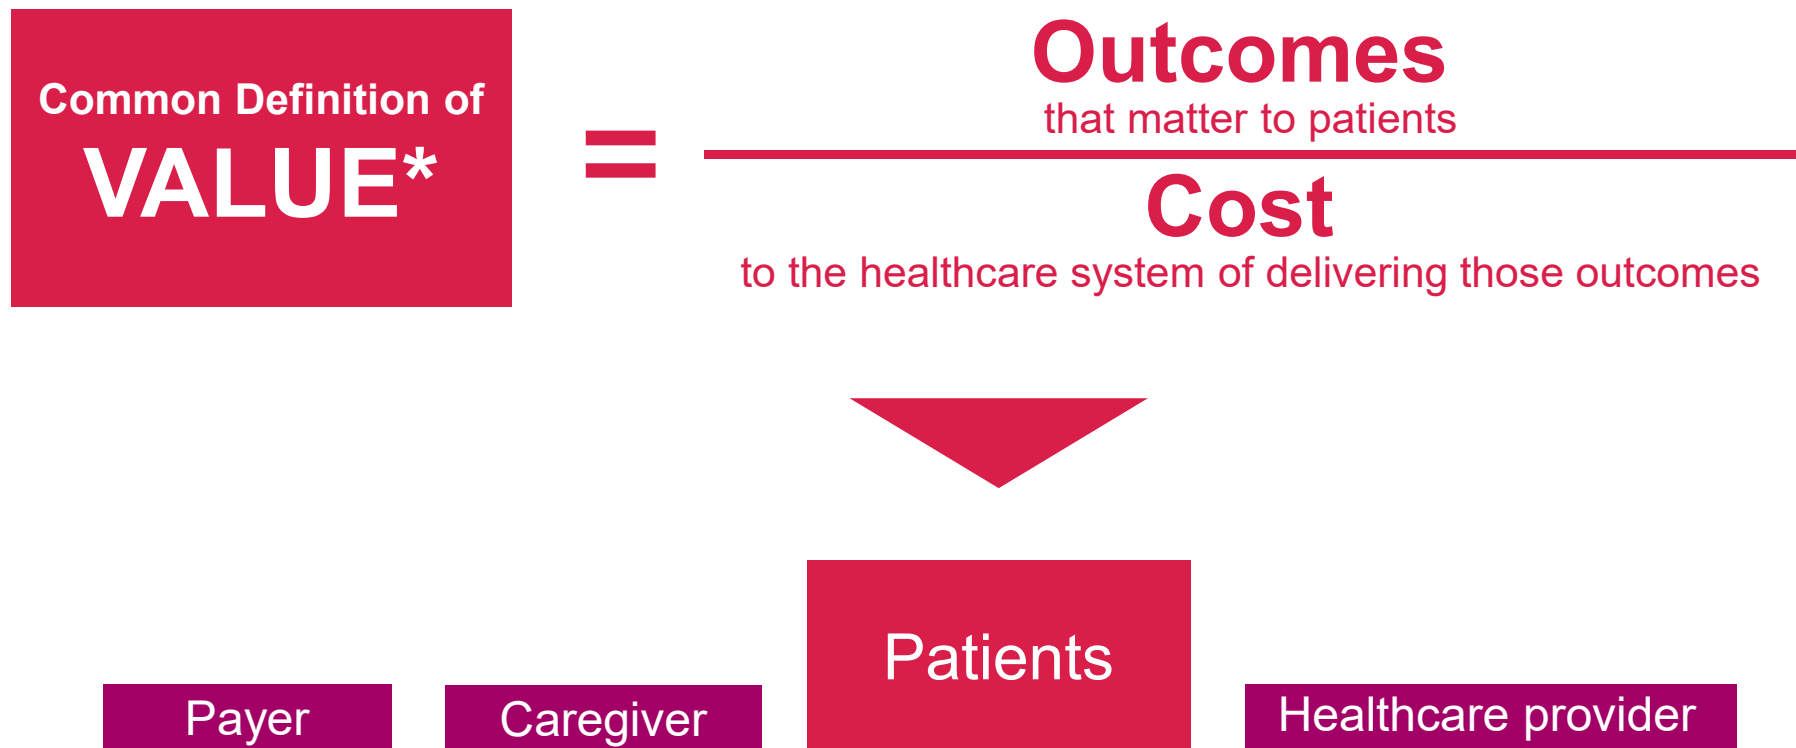 Common Definition of
VALUE*
=
Outcomes
that matter to patients
Cost
to the healthcare system of delivering those outcomes
Patients
Payer
Caregiver
Healthcare provider